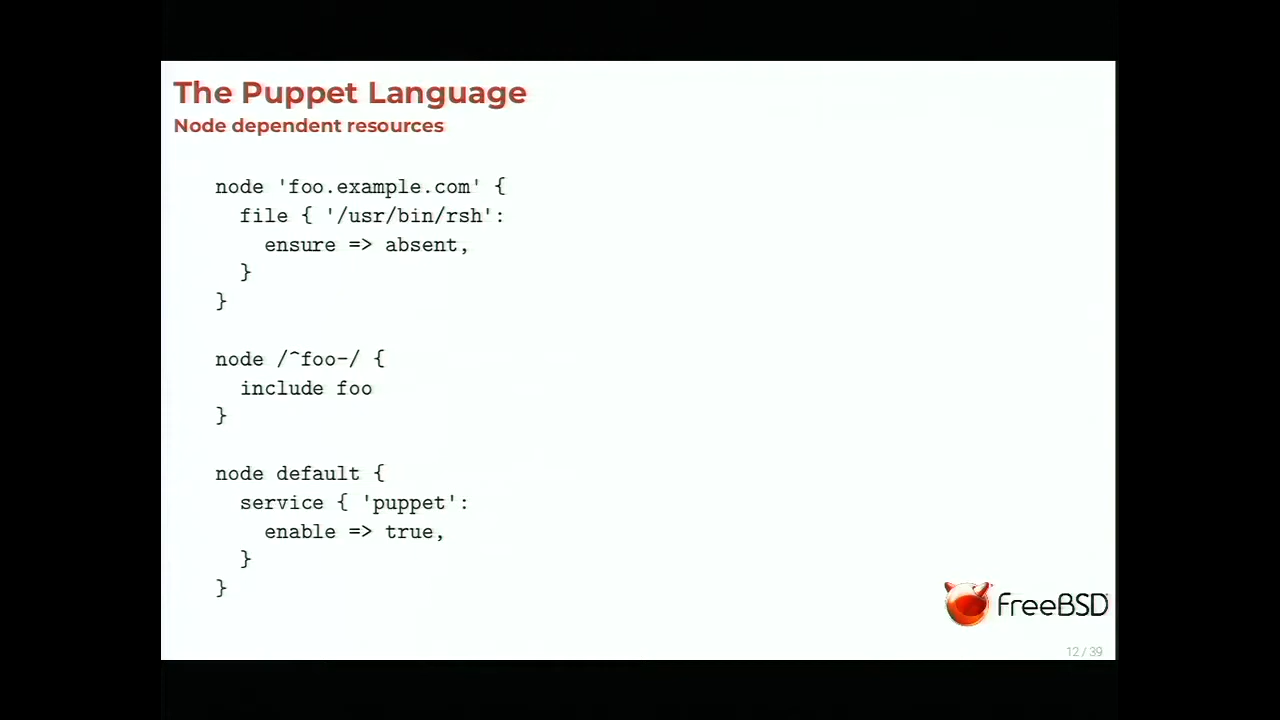 The Puppet Language
Node dependent resources
node 'foo.example.com' {
  file { '/usr/bin/rsh':
    ensure => absent,
  }
}
node /^foo-/ {
  include foo
}
node default {
  service { 'puppet':
    enable => true,
  }
}
FreeBSD
12 / 39